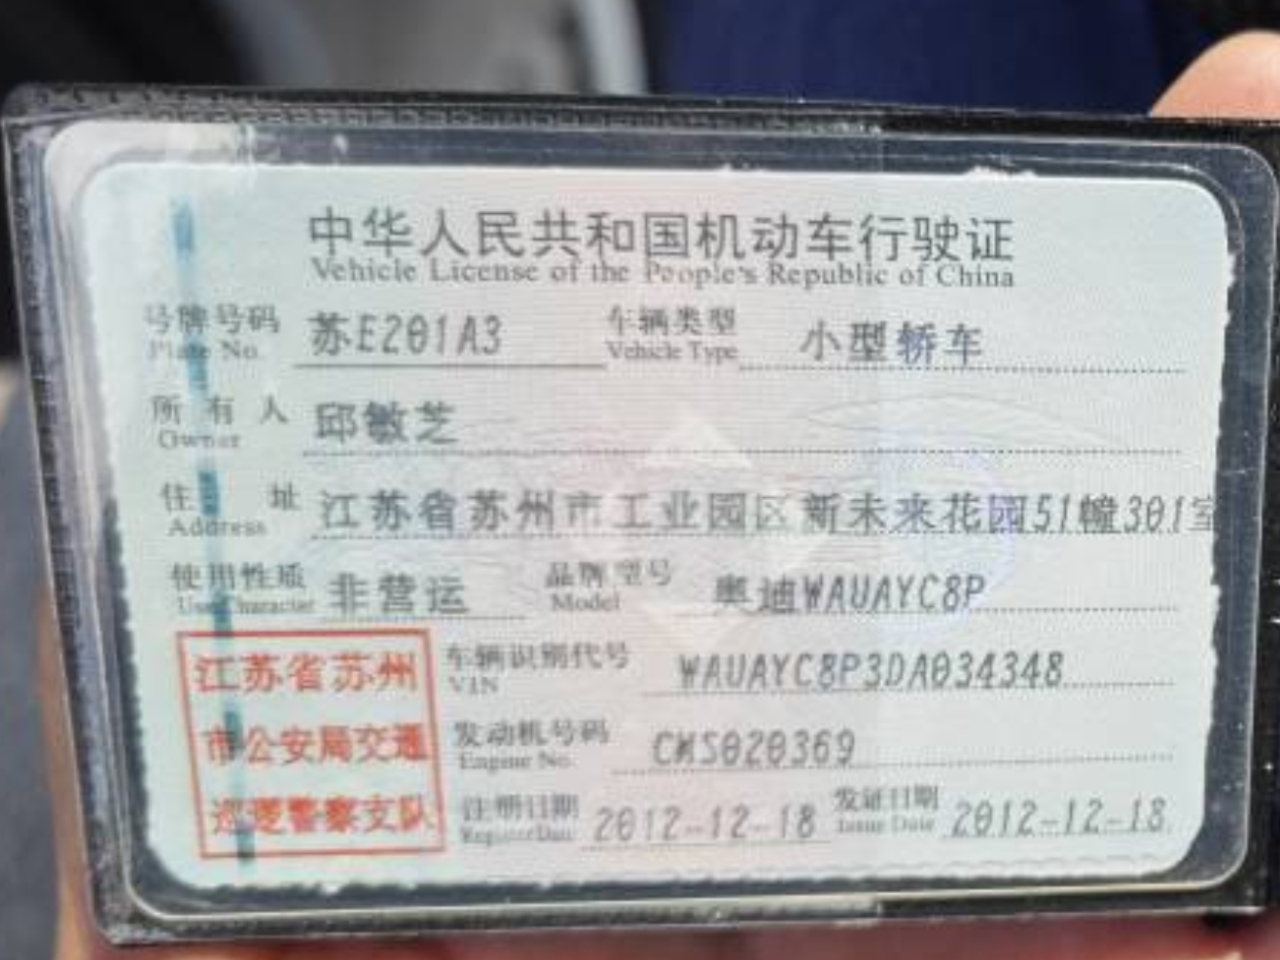 中华人民共和国机动车行驶证
Vehicle License of the People's Republic of China
号牌号码 苏E201A3 车辆类型 小型轿车
Plate No. Vehicle Type
所有人 邱敏芝
Owner
住址 江苏省苏州市工业园区新未来花园51幢301室
Address
使用性质 非营运 品牌型号 奥迪WAUAYC8P
Use Character Model
江苏省苏州 车辆识别代号 WAUAYC8P3DA034348
VIN
市公安局交通 发动机号码 CMS020369
Engine No.
巡逻警察支队 注册日期 2012-12-18 发证日期 2012-12-18
Register Date Issue Date